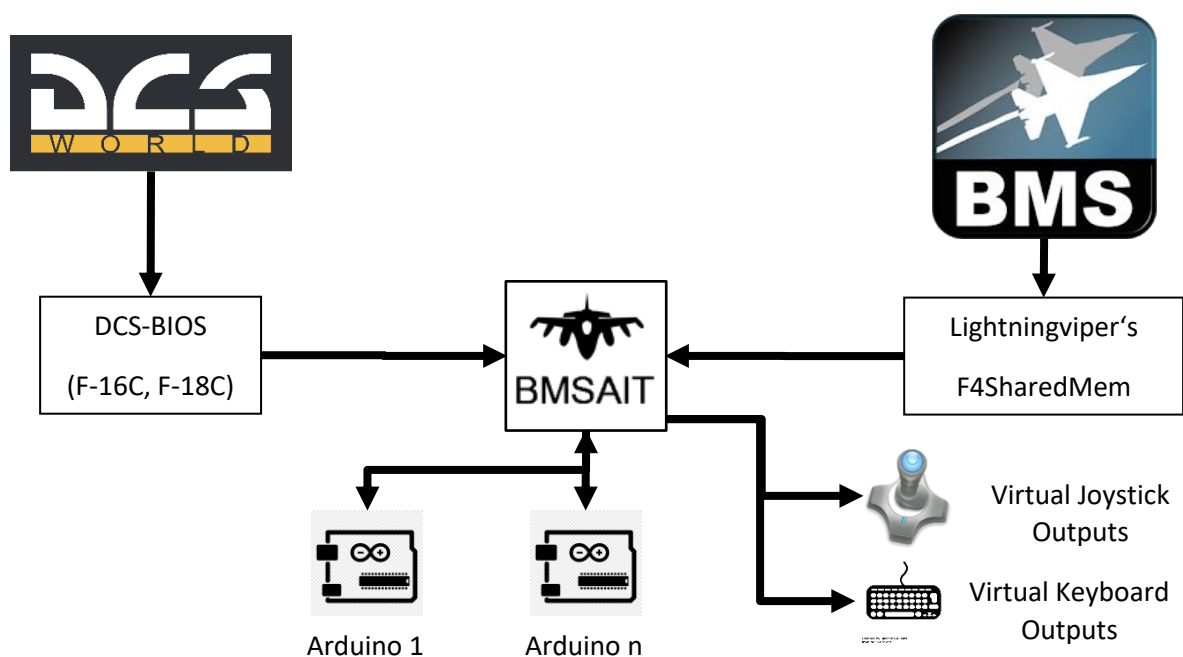 DCS
WORLD
BMS
DCS-BIOS
(F-16C, F-18C)
BMSAIT
Lightningviper‘s
F4SharedMem
Virtual Joystick
Outputs
Virtual Keyboard
Outputs
Arduino 1
Arduino n